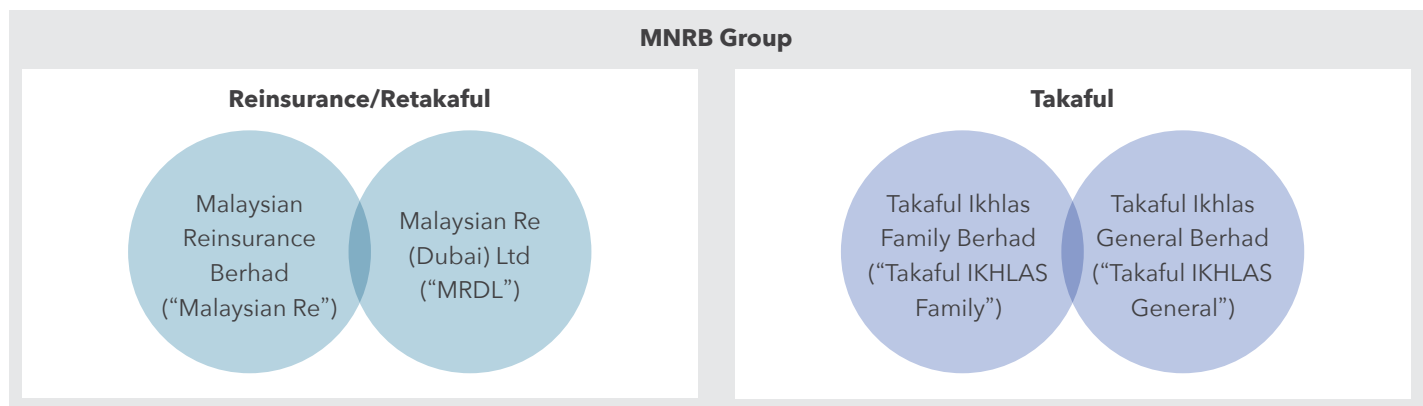 MNRB Group
Reinsurance/Retakaful
Malaysian
Reinsurance
Berhad
(“Malaysian Re”)
Malaysian Re
(Dubai) Ltd
(“MRDL”)
Takaful
Takaful Ikhlas
Family Berhad
(“Takaful IKHLAS
Family”)
Takaful Ikhlas
General Berhad
(“Takaful IKHLAS
General”)